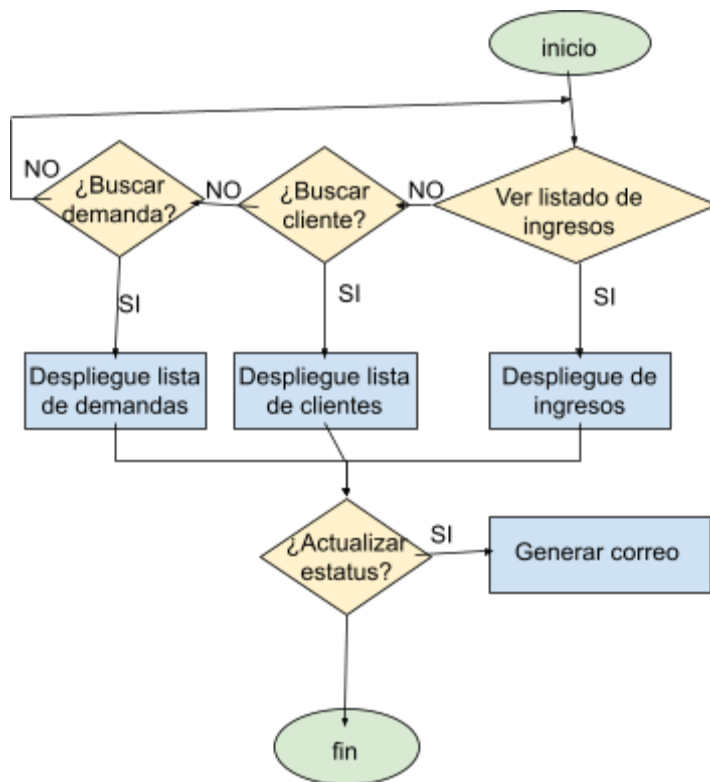 inicio
NO
¿Buscar
demanda?
NO
¿Buscar
cliente?
NO
Ver listado de
ingresos
SI
SI
SI
Despliegue lista
de demandas
Despliegue lista
de clientes
Despliegue de
ingresos
¿Actualizar
estatus?
SI
Generar correo
fin